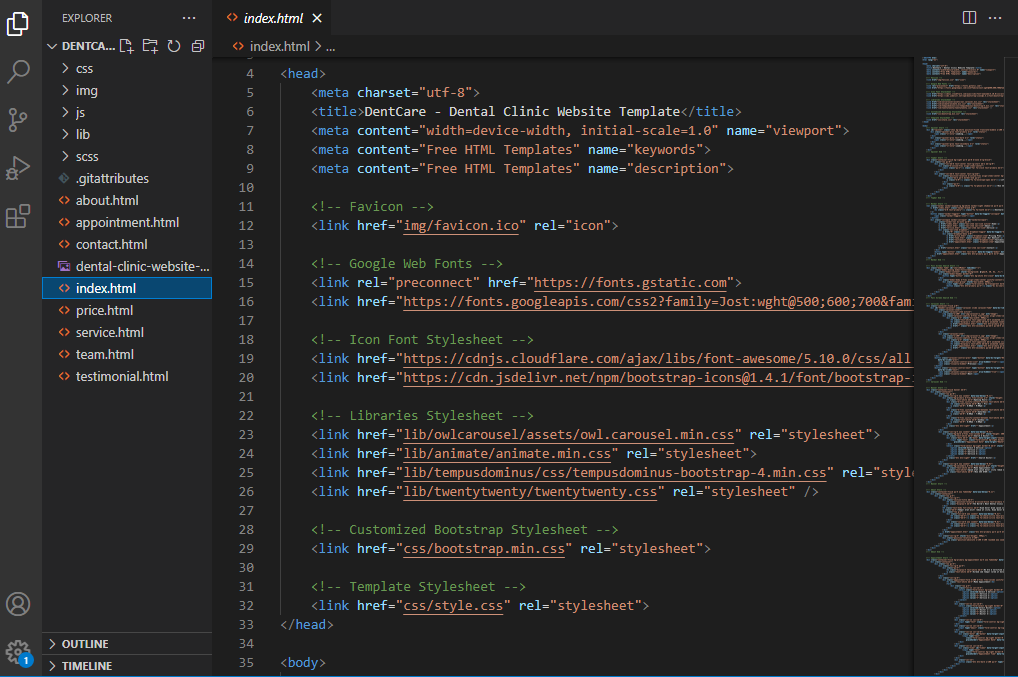 EXPLORER
index.html
DENTCA...
index.html > ...
css
img
js
lib
scss
.gitattributes
about.html
appointment.html
contact.html
dental-clinic-website-...
index.html
price.html
service.html
team.html
testimonial.html
OUTLINE
TIMELINE
1
4 <head>
5 <meta charset="utf-8">
6 <title>DentCare - Dental Clinic Website Template</title>
7 <meta content="width=device-width, initial-scale=1.0" name="viewport">
8 <meta content="Free HTML Templates" name="keywords">
9 <meta content="Free HTML Templates" name="description">
10
11 <!-- Favicon -->
12 <link href="img/favicon.ico" rel="icon">
13
14 <!-- Google Web Fonts -->
15 <link rel="preconnect" href="https://fonts.gstatic.com">
16 <link href="https://fonts.googleapis.com/css2?family=Jost:wght@500;600;700&fami
17
18 <!-- Icon Font Stylesheet -->
19 <link href="https://cdnjs.cloudflare.com/ajax/libs/font-awesome/5.10.0/css/all
20 <link href="https://cdn.jsdelivr.net/npm/bootstrap-icons@1.4.1/font/bootstrap-
21
22 <!-- Libraries Stylesheet -->
23 <link href="lib/owlcarousel/assets/owl.carousel.min.css" rel="stylesheet">
24 <link href="lib/animate/animate.min.css" rel="stylesheet">
25 <link href="lib/tempusdominus/css/tempusdominus-bootstrap-4.min.css" rel="style
26 <link href="lib/twentytwenty/twentytwenty.css" rel="stylesheet" />
27
28 <!-- Customized Bootstrap Stylesheet -->
29 <link href="css/bootstrap.min.css" rel="stylesheet">
30
31 <!-- Template Stylesheet -->
32 <link href="css/style.css" rel="stylesheet">
33 </head>
34
35 <body>